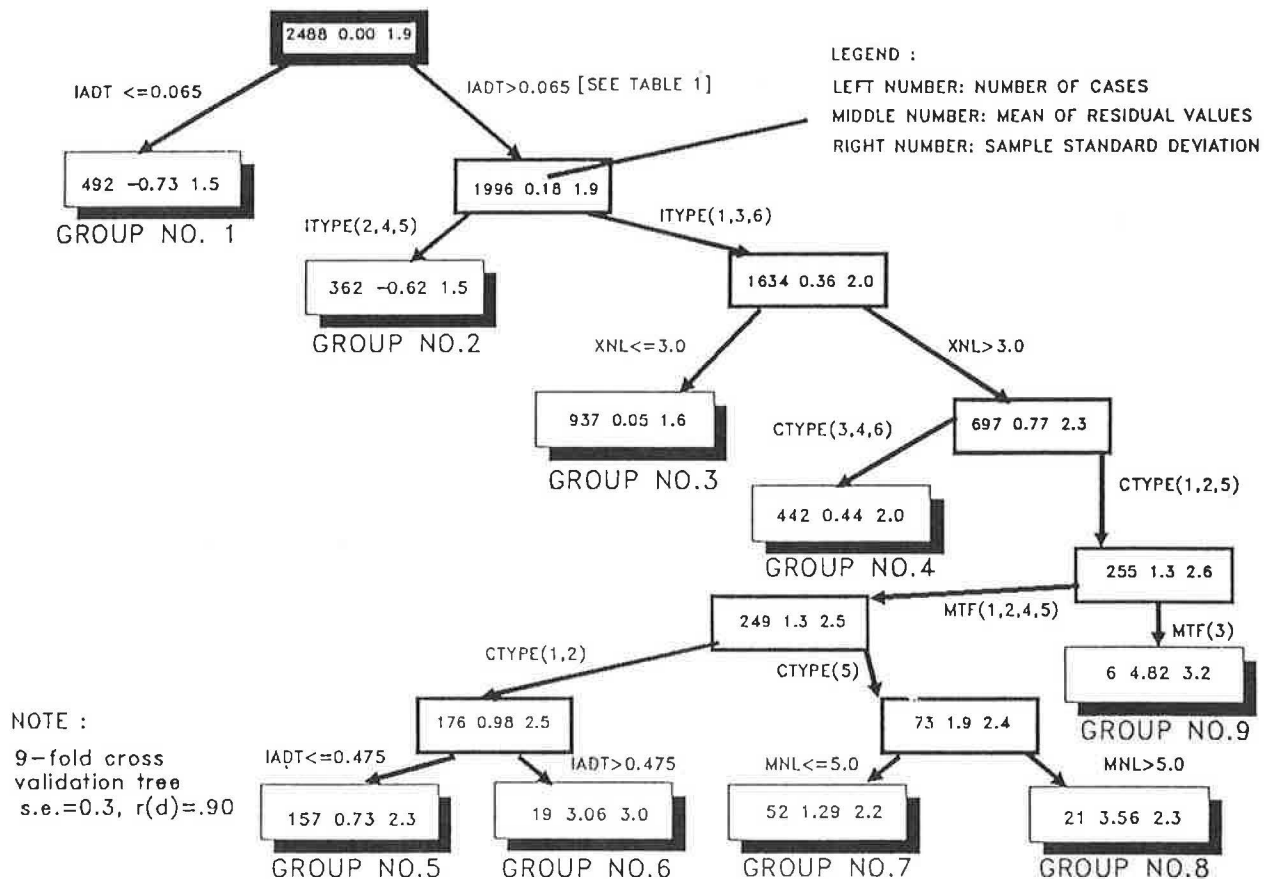 2488 0.00 1.9
LEGEND :
LEFT NUMBER: NUMBER OF CASES
MIDDLE NUMBER: MEAN OF RESIDUAL VALUES
RIGHT NUMBER: SAMPLE STANDARD DEVIATION
IADT <=0.065
IADT>0.065 [SEE TABLE 1]
492 -0.73 1.5
GROUP NO. 1
1996 0.18 1.9
ITYPE(2,4,5)
ITYPE(1,3,6)
362 -0.62 1.5
GROUP NO.2
1634 0.36 2.0
XNL<=3.0
XNL>3.0
937 0.05 1.6
GROUP NO.3
697 0.77 2.3
CTYPE(3,4,6)
CTYPE(1,2,5)
442 0.44 2.0
GROUP NO.4
255 1.3 2.6
MTF(1,2,4,5)
MTF(3)
249 1.3 2.5
6 4.82 3.2
GROUP NO.9
CTYPE(1,2)
CTYPE(5)
176 0.98 2.5
73 1.9 2.4
IADT<=0.475
IADT>0.475
MNL<=5.0
MNL>5.0
157 0.73 2.3
GROUP NO.5
19 3.06 3.0
GROUP NO.6
52 1.29 2.2
GROUP NO.7
21 3.56 2.3
GROUP NO.8
NOTE :
9-fold cross
validation tree
s.e.=0.3, r(d)=.90